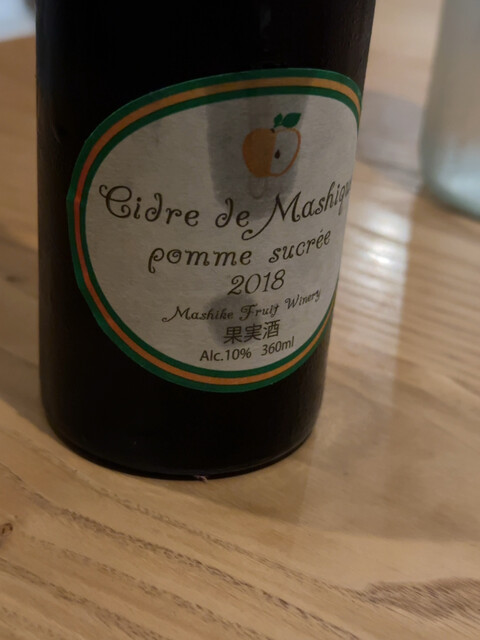 Cidre de Mashique
pomme sucrée
2018
Mashike Fruit Winery
果実酒
Alc.10% 360ml